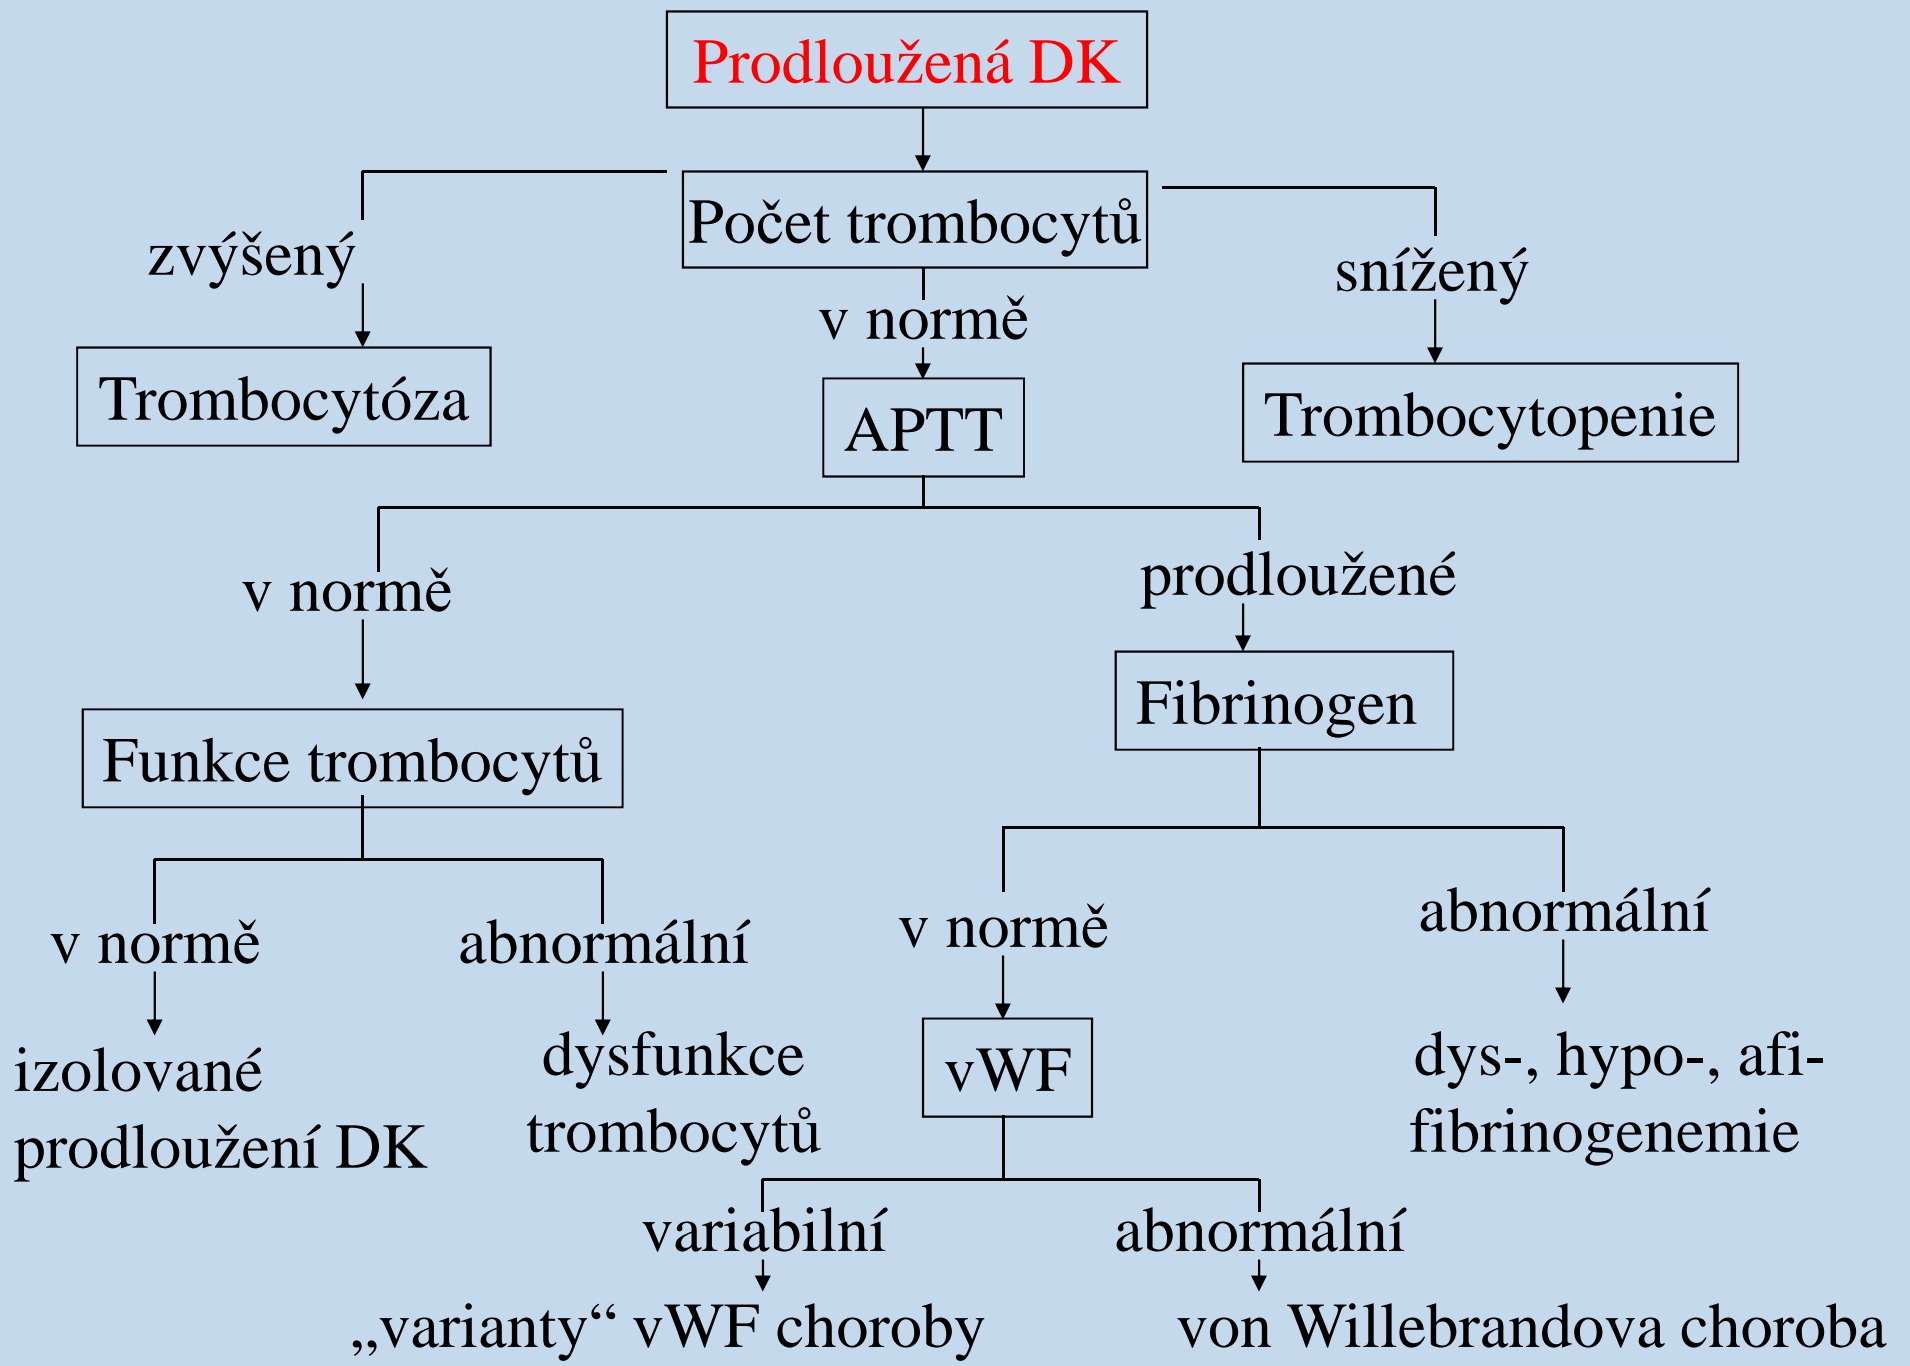 Prodloužená DK
Počet trombocytů
zvýšený
v normě
snížený
Trombocytóza
APTT
Trombocytopenie
v normě
prodloužené
Funkce trombocytů
Fibrinogen
v normě
abnormální
v normě
abnormální
izolované
prodloužení DK
dysfunkce
trombocytů
vWF
dys-, hypo-, afi-
fibrinogenemie
variabilní
abnormální
„varianty“ vWF choroby
von Willebrandova choroba